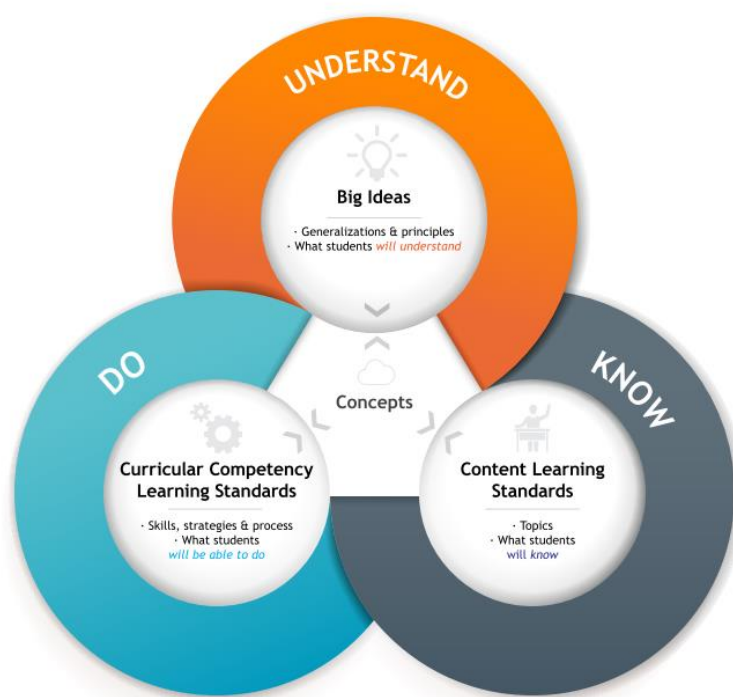 UNDERSTAND
Big Ideas
· Generalizations & principles
· What students will understand
Concepts
DO
Curricular Competency
Learning Standards
· Skills, strategies & process
· What students
will be able to do
KNOW
Content Learning
Standards
· Topics
· What students
will know